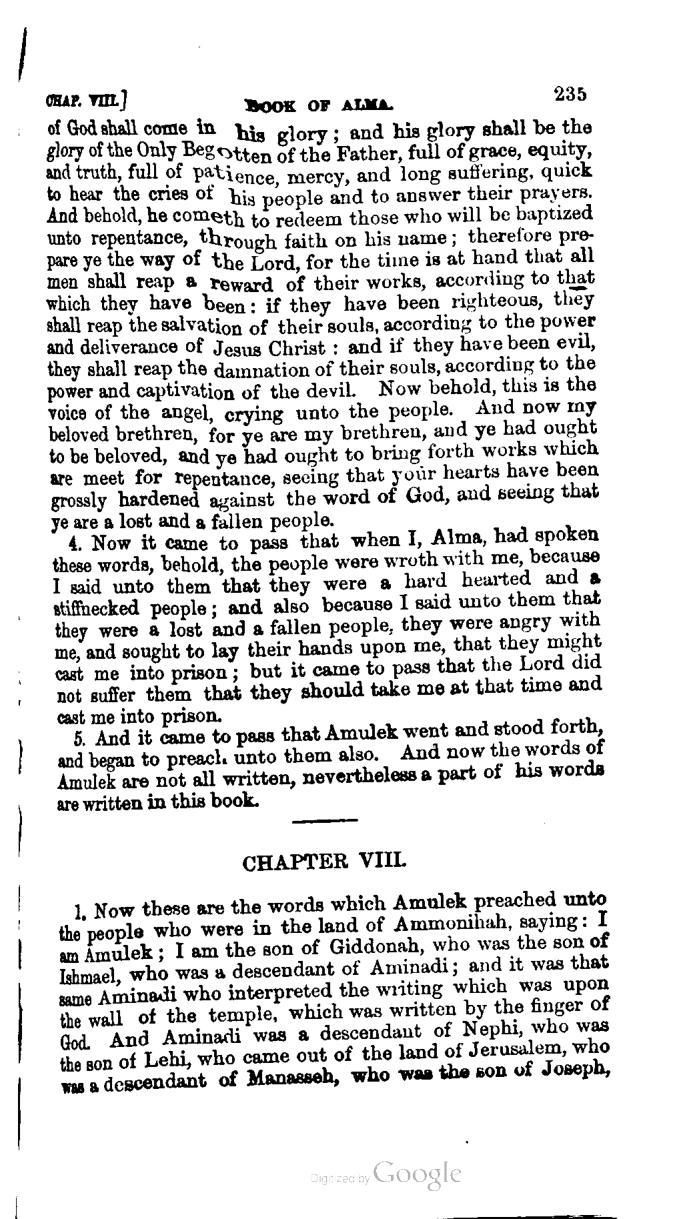 CHAP. VIII.] BOOK OF ALMA. 235
of God shall come in his glory; and his glory shall be the
glory of the Only Begotten of the Father, full of grace, equity,
and truth, full of patience, mercy, and long suffering, quick
to hear the cries of his people and to answer their prayers.
And behold, he cometh to redeem those who will be baptized
unto repentance, through faith on his name; therefore pre-
pare ye the way of the Lord, for the time is at hand that all
men shall reap a reward of their works, according to that
which they have been: if they have been righteous, they
shall reap the salvation of their souls, according to the power
and deliverance of Jesus Christ: and if they have been evil,
they shall reap the damnation of their souls, according to the
power and captivation of the devil. Now behold, this is the
voice of the angel, crying unto the people. And now my
beloved brethren, for ye are my brethren, and ye had ought
to be beloved, and ye had ought to bring forth works which
are meet for repentance, seeing that your hearts have been
grossly hardened against the word of God, and seeing that
ye are a lost and a fallen people.
4. Now it came to pass that when I, Alma, had spoken
these words, behold, the people were wroth with me, because
I said unto them that they were a hard hearted and a
stiffnecked people; and also because I said unto them that
they were a lost and a fallen people, they were angry with
me, and sought to lay their hands upon me, that they might
cast me into prison; but it came to pass that the Lord did
not suffer them that they should take me at that time and
cast me into prison.
5. And it came to pass that Amulek went and stood forth,
and began to preach unto them also. And now the words of
Amulek are not all written, nevertheless a part of his words
are written in this book.
CHAPTER VIII.
1. Now these are the words which Amulek preached unto
the people who were in the land of Ammonihah, saying: I
am Amulek; I am the son of Giddonah, who was the son of
Ishmael, who was a descendant of Aminadi; and it was that
same Aminadi who interpreted the writing which was upon
the wall of the temple, which was written by the finger of
God. And Aminadi was a descendant of Nephi, who was
the son of Lehi, who came out of the land of Jerusalem, who
was a descendant of Manasseh, who was the son of Joseph,
Digitized by Google